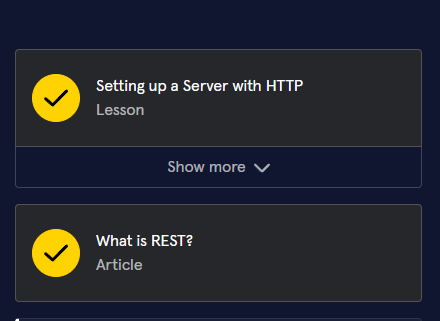 Setting up a Server with HTTP
Lesson
Show more
What is REST?
Article